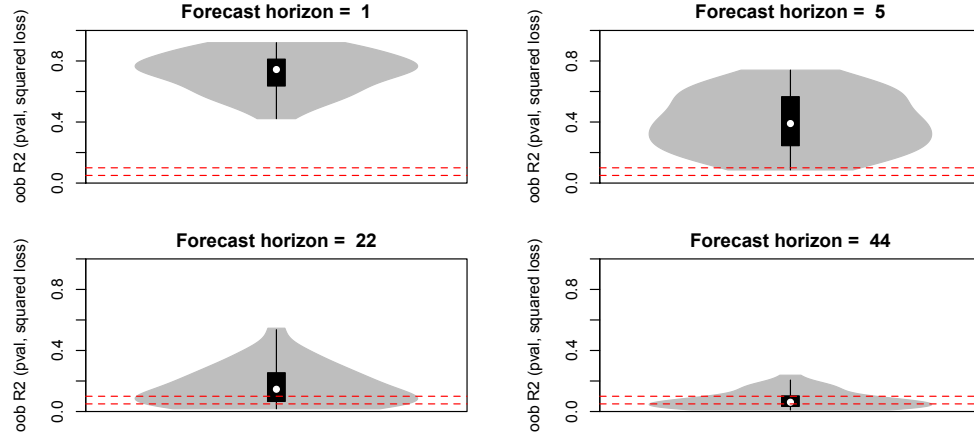 Forecast horizon = 1
oob R2 (pval, squared loss)
0.0 0.4 0.8
Forecast horizon = 5
oob R2 (pval, squared loss)
0.0 0.4 0.8
Forecast horizon = 22
oob R2 (pval, squared loss)
0.0 0.4 0.8
Forecast horizon = 44
oob R2 (pval, squared loss)
0.0 0.4 0.8